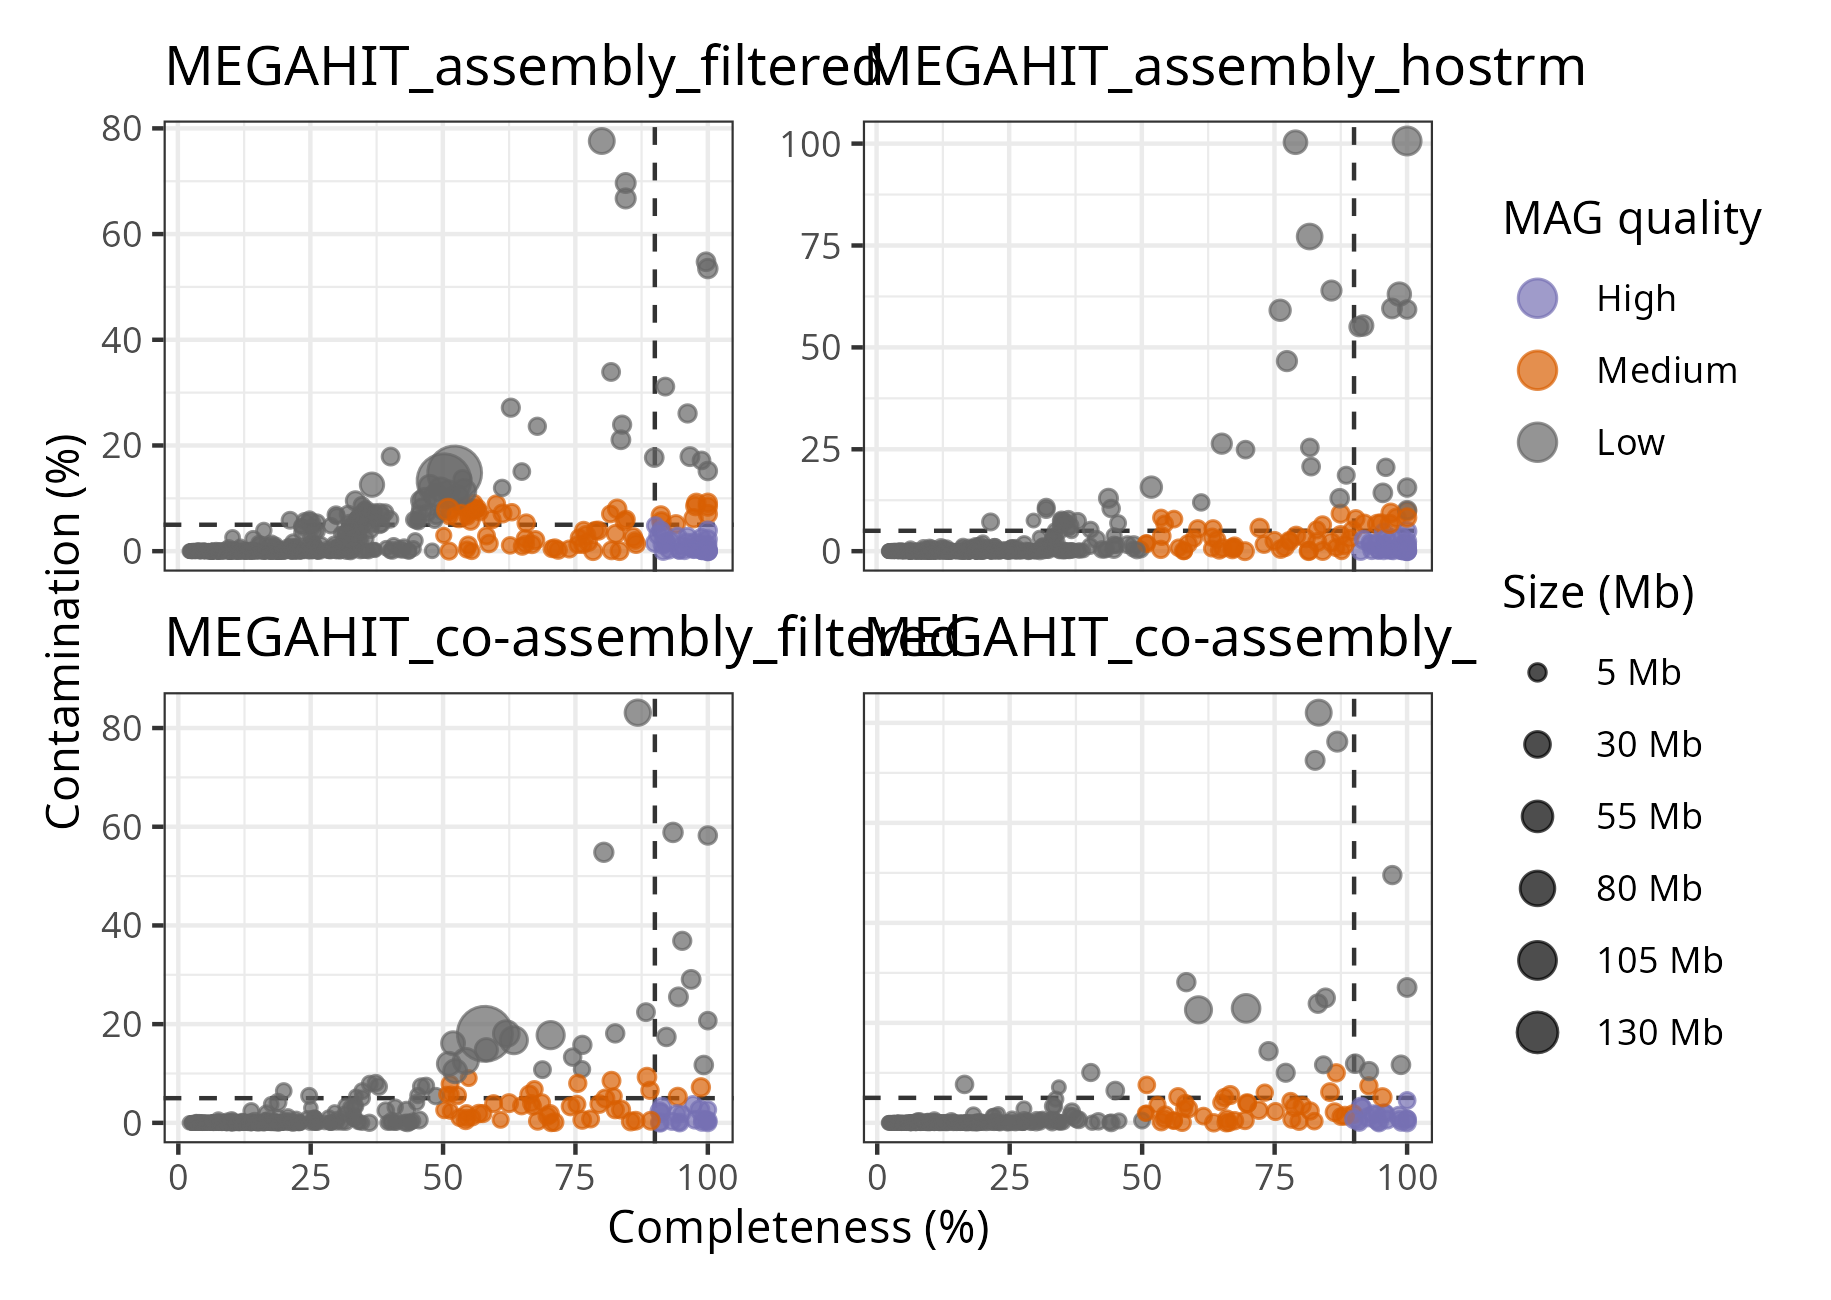 MEGAHIT_assembly_filtered
MEGAHIT_assembly_hostrm
80
60
40
20
0
100
75
50
25
0
MEGAHIT_co-assembly_filtered
MEGAHIT_co-assembly_
80
60
40
20
0
0 25 50 75 100
0 25 50 75 100
Contamination (%)
Completeness (%)
MAG quality
High
Medium
Low
Size (Mb)
5 Mb
30 Mb
55 Mb
80 Mb
105 Mb
130 Mb